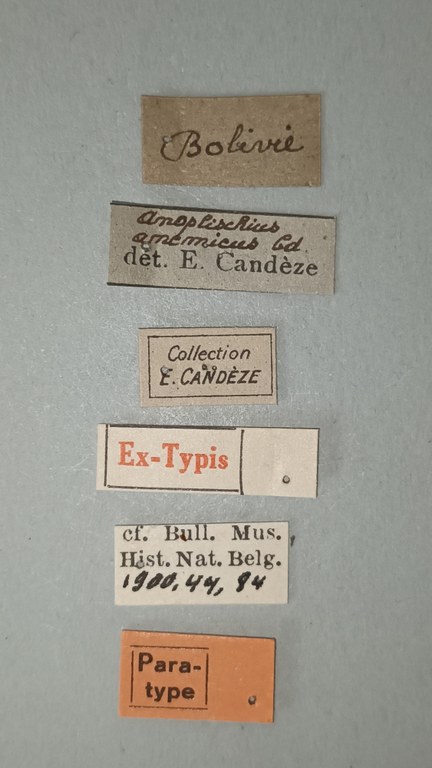 Bolivie
Anoplischius
anemicus Cd.
dét. E. Candèze
Collection
E. CANDÈZE
Ex-Typis
cf. Bull. Mus.
Hist. Nat. Belg.
1900, 44, 84
Para-
type